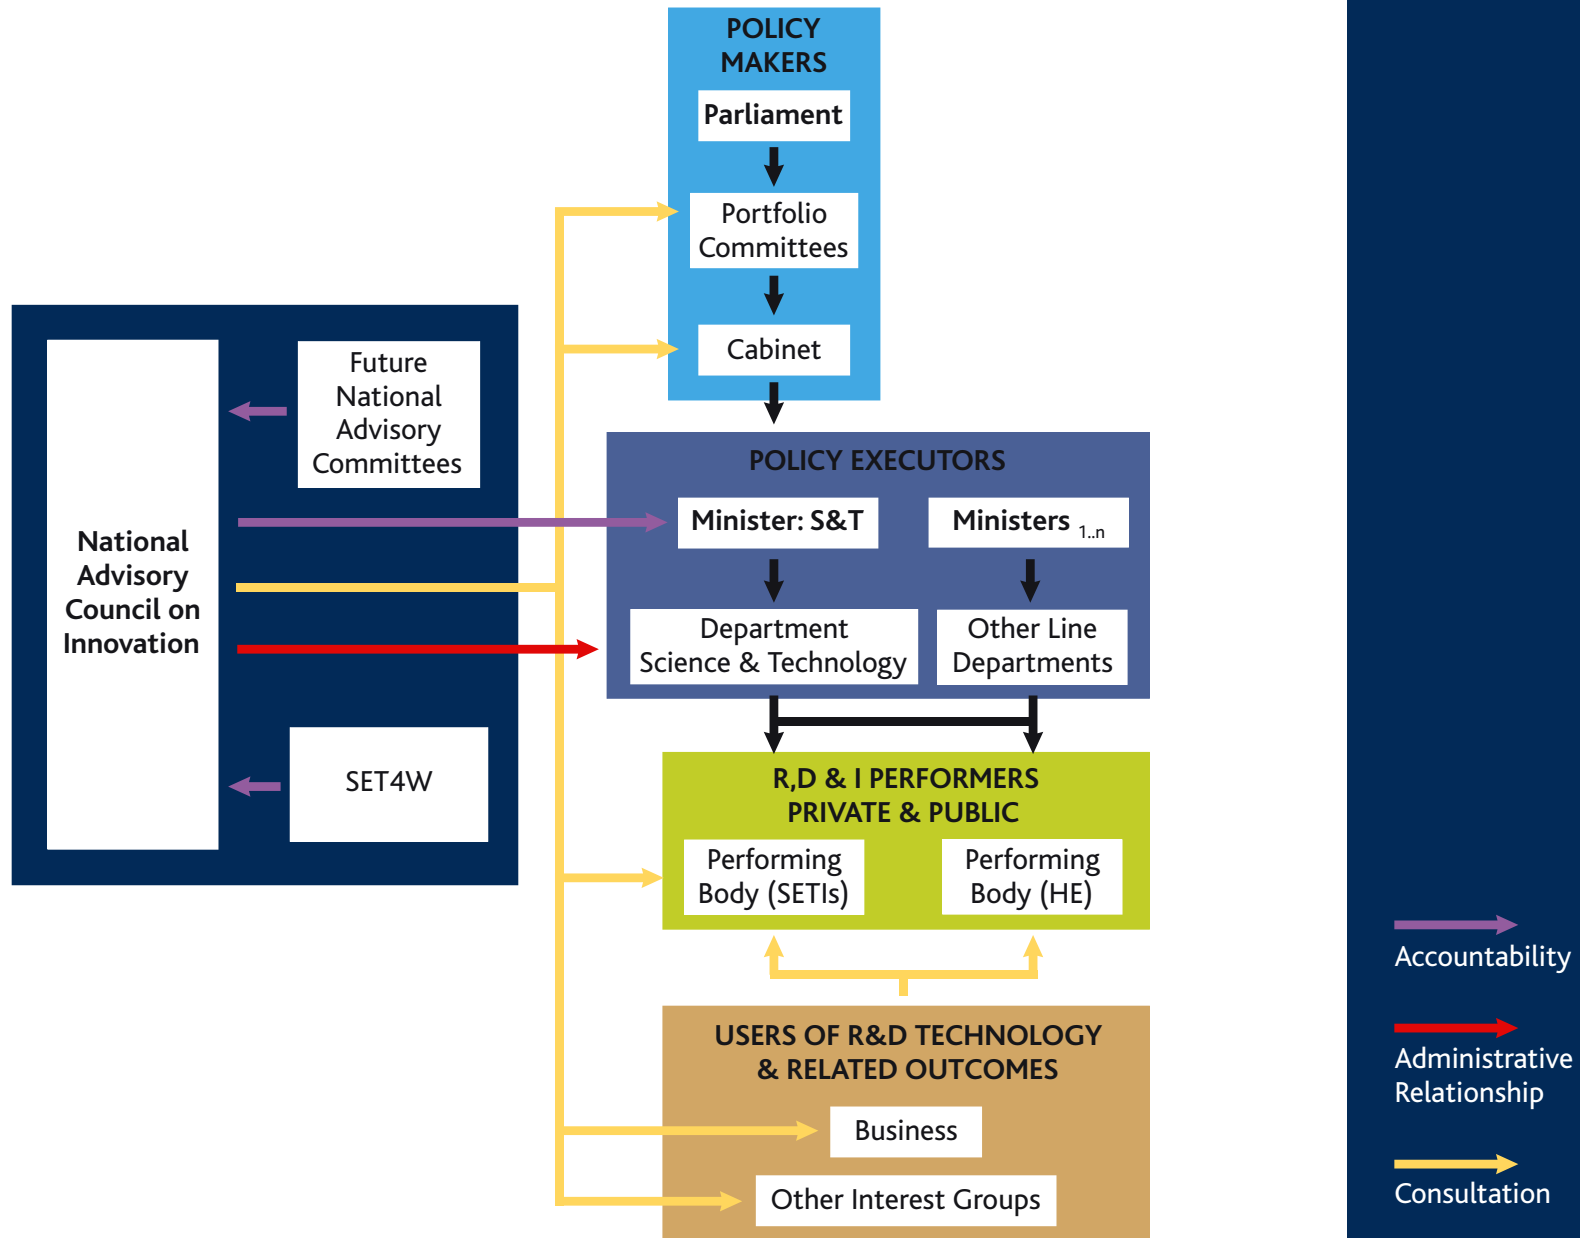 POLICY
MAKERS
Parliament
Portfolio
Committees
Cabinet
Future
National
Advisory
Committees
National
Advisory
Council on
Innovation
SET4W
POLICY EXECUTORS
Minister: S&T
Ministers 1..n
Department
Science & Technology
Other Line
Departments
R,D & I PERFORMERS
PRIVATE & PUBLIC
Performing
Body (SETIs)
Performing
Body (HE)
USERS OF R&D TECHNOLOGY
& RELATED OUTCOMES
Business
Other Interest Groups
Accountability
Administrative
Relationship
Consultation